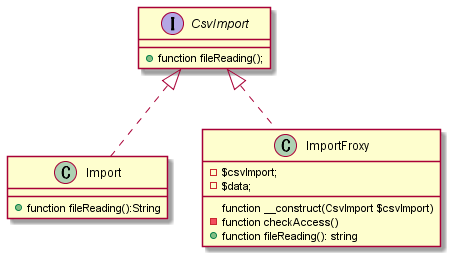 I CsvImport
function fileReading();
C Import
function fileReading():String
C ImportFroxy
$csvImport;
$data;
function __construct(CsvImport $csvImport)
function checkAccess()
function fileReading(): string